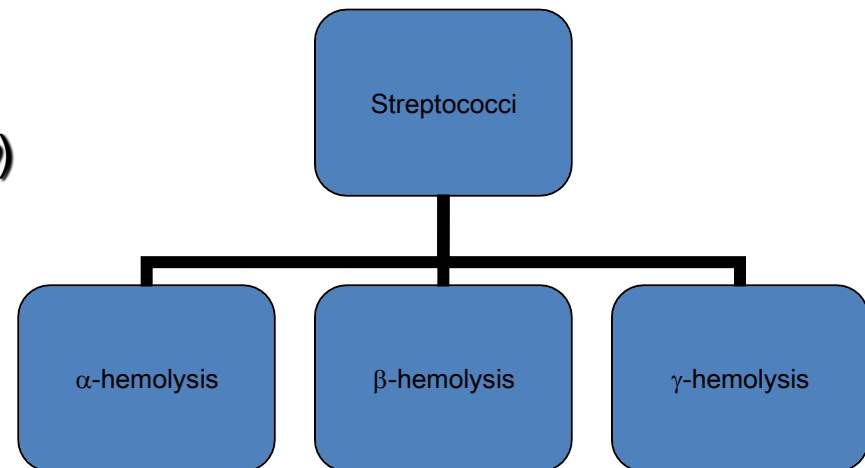 Streptococci
)
α-hemolysis
β-hemolysis
γ-hemolysis